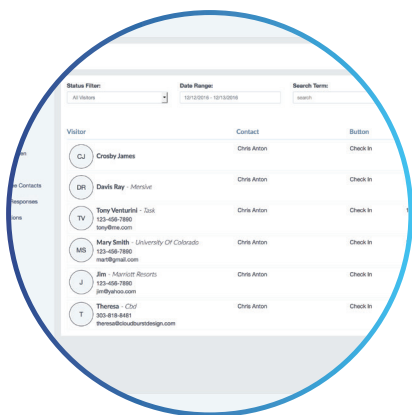 Status Filter: Date Range: Search Term:
All Visitors 12/12/2016 - 12/13/2016 search
Visitor Contact Button
CJ Crosby James Chris Anton Check In
DR Davis Ray - Mersive Chris Anton Check In
TV Tony Venturini - Task Chris Anton Check In
123-456-7890
tony@me.com
MS Mary Smith - University Of Colorado Chris Anton Check In
123-456-7890
mart@gmail.com
J Jim - Marriott Resorts Chris Anton Check In
123-456-7890
jim@yahoo.com
T Theresa - Cbd Chris Anton Check In
303-818-8481
theresa@cloudburstdesign.com
Contacts
Responses